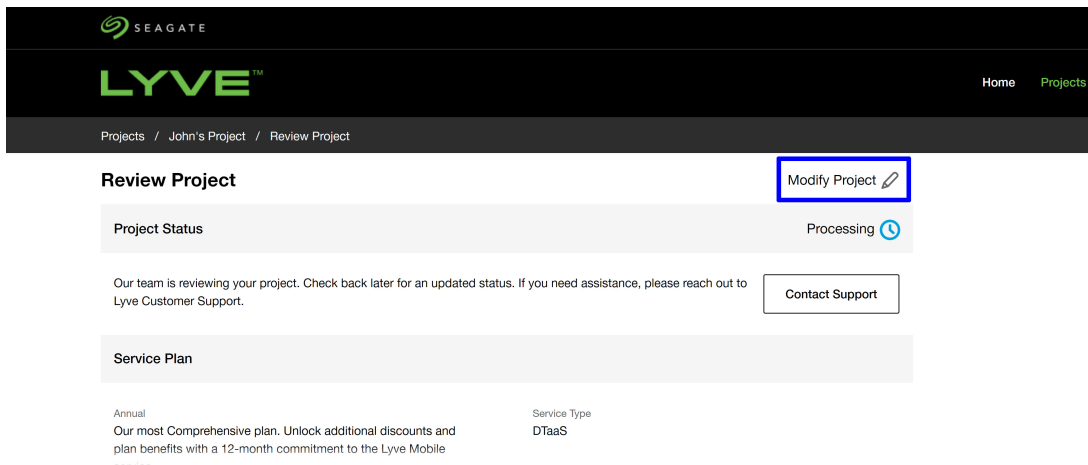 SEAGATE
LYVE™
Home Projects
Projects / John's Project / Review Project
Review Project
Modify Project
Project Status
Processing
Our team is reviewing your project. Check back later for an updated status. If you need assistance, please reach out to
Lyve Customer Support.
Contact Support
Service Plan
Annual
Our most Comprehensive plan. Unlock additional discounts and
plan benefits with a 12-month commitment to the Lyve Mobile
Service Type
DTaaS